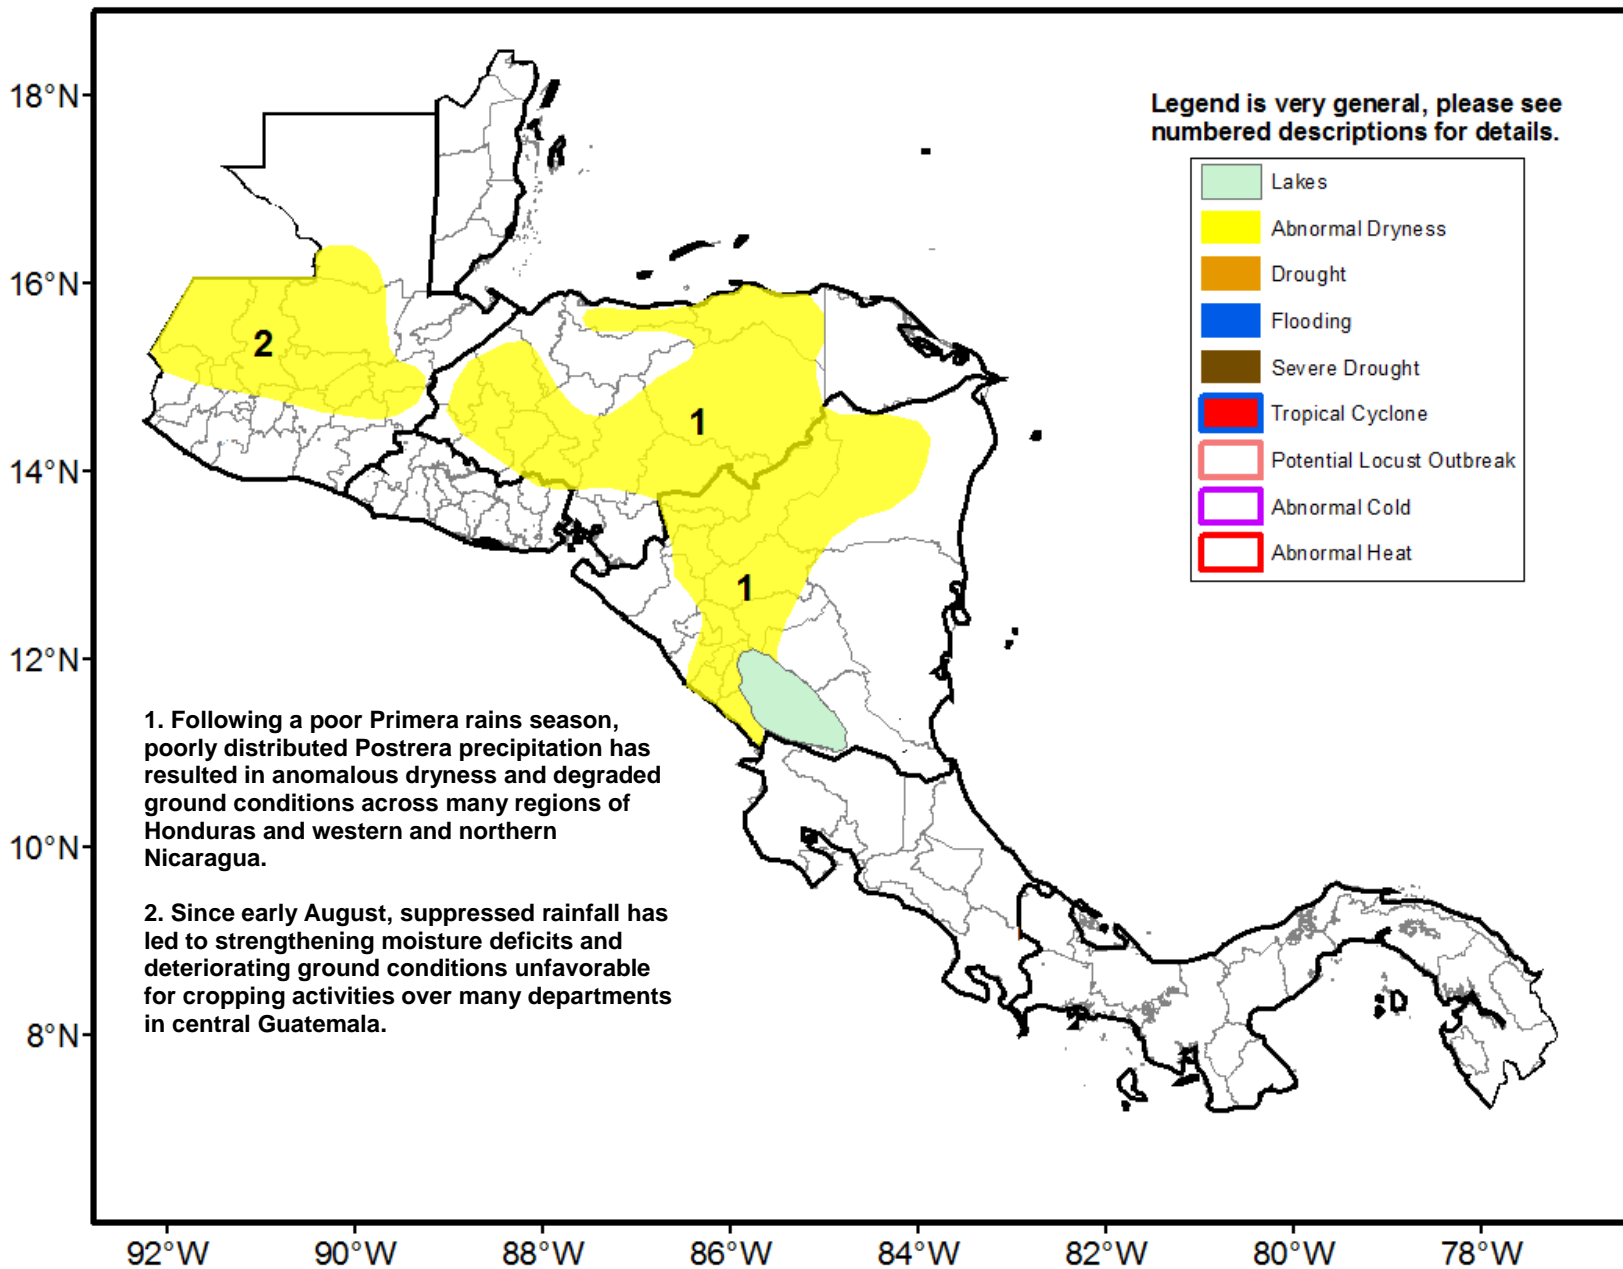 18°N
16°N
14°N
12°N
10°N
8°N
Legend is very general, please see
numbered descriptions for details.
Lakes
Abnormal Dryness
Drought
Flooding
Severe Drought
Tropical Cyclone
Potential Locust Outbreak
Abnormal Cold
Abnormal Heat
2
1
1
1. Following a poor Primera rains season,
poorly distributed Postrera precipitation has
resulted in anomalous dryness and degraded
ground conditions across many regions of
Honduras and western and northern
Nicaragua.
2. Since early August, suppressed rainfall has
led to strengthening moisture deficits and
deteriorating ground conditions unfavorable
for cropping activities over many departments
in central Guatemala.
92°W 90°W 88°W 86°W 84°W 82°W 80°W 78°W